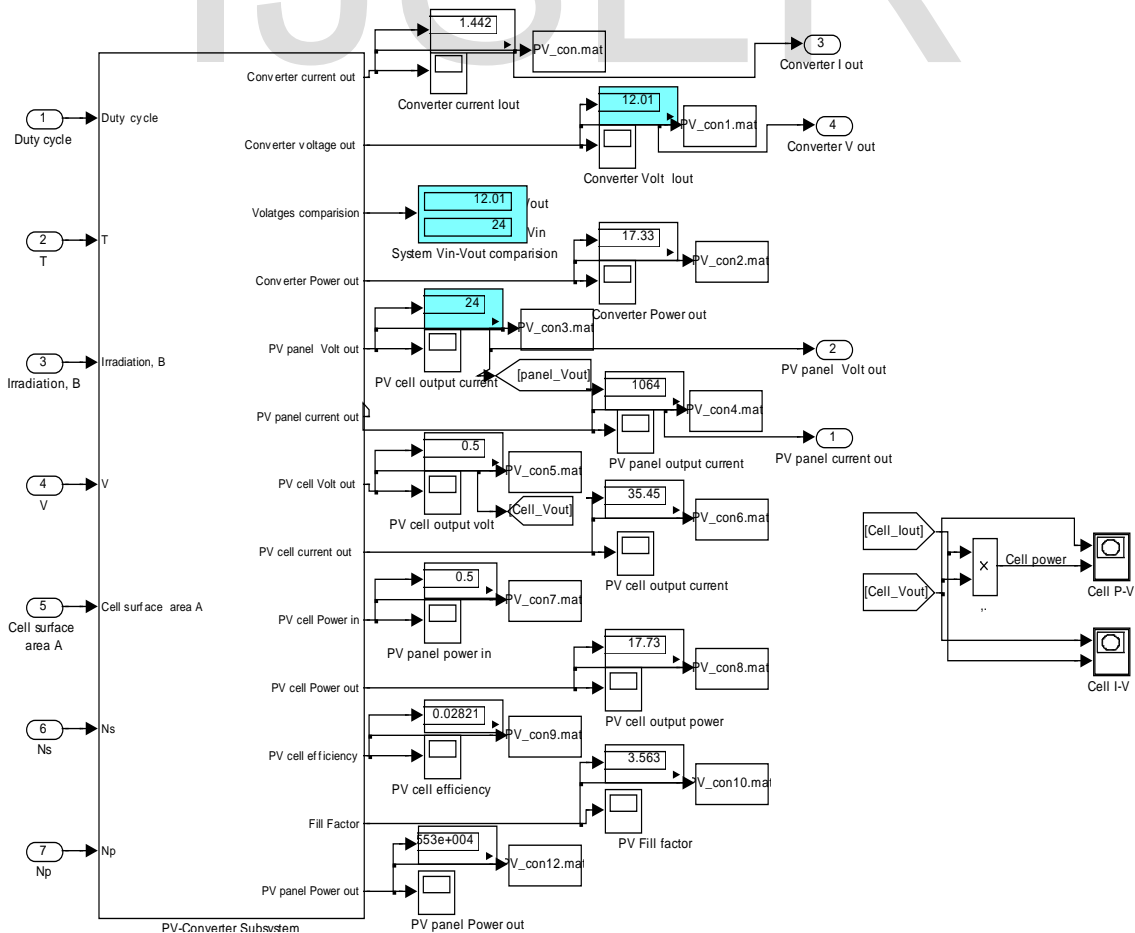 IJSER
1.442
PV_con.mat
3
Converter I out
Converter current out
Converter current Iout
1
Duty cycle
Duty cycle
12.01
PV_con1.mat
4
Converter V out
Converter voltage out
Converter Volt Iout
Volatges comparision
12.01
24
Vin
System Vin-Vout comparision
2
T
T
17.33
PV_con2.mat
Converter Power out
Converter Power out
24
PV_con3.mat
3
Irradiation, B
Irradiation, B
PV panel Volt out
2
PV panel Volt out
PV cell output current
[panel_Vout]
1064
PV_con4.mat
PV panel current out
PV panel output current
1
PV panel current out
0.5
PV_con5.mat
4
V
V
PV cell Volt out
PV cell output volt
[Cell_Vout]
35.45
PV_con6.mat
PV cell current out
PV cell output current
[Cell_Iout]
×
Cell power
Cell P-V
[Cell_Vout]
Cell I-V
0.5
PV_con7.mat
5
Cell surface area A
Cell surface
area A
PV cell Power in
PV panel power in
17.73
PV_con8.mat
PV cell Power out
PV cell output power
6
Ns
Ns
0.02821
PV_con9.mat
PV cell efficiency
PV cell efficiency
3.563
V_con10.mat
Fill Factor
PV Fill factor
7
Np
Np
553e+004
V_con12.mat
PV panel Power out
PV panel Power out
PV-Converter Subsystem